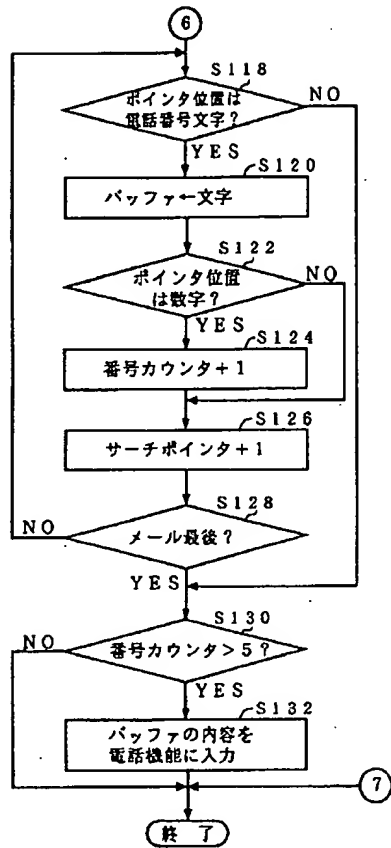 6
S118
ポインタ位置は
電話番号文字?
NO
YES
S120
バッファ←文字
S122
ポインタ位置
は数字?
NO
YES
S124
番号カウンタ+1
S126
サーチポインタ+1
S128
NO
メール最後?
YES
S130
NO
番号カウンタ>5?
YES
S132
バッファの内容を
電話機能に入力
7
終了